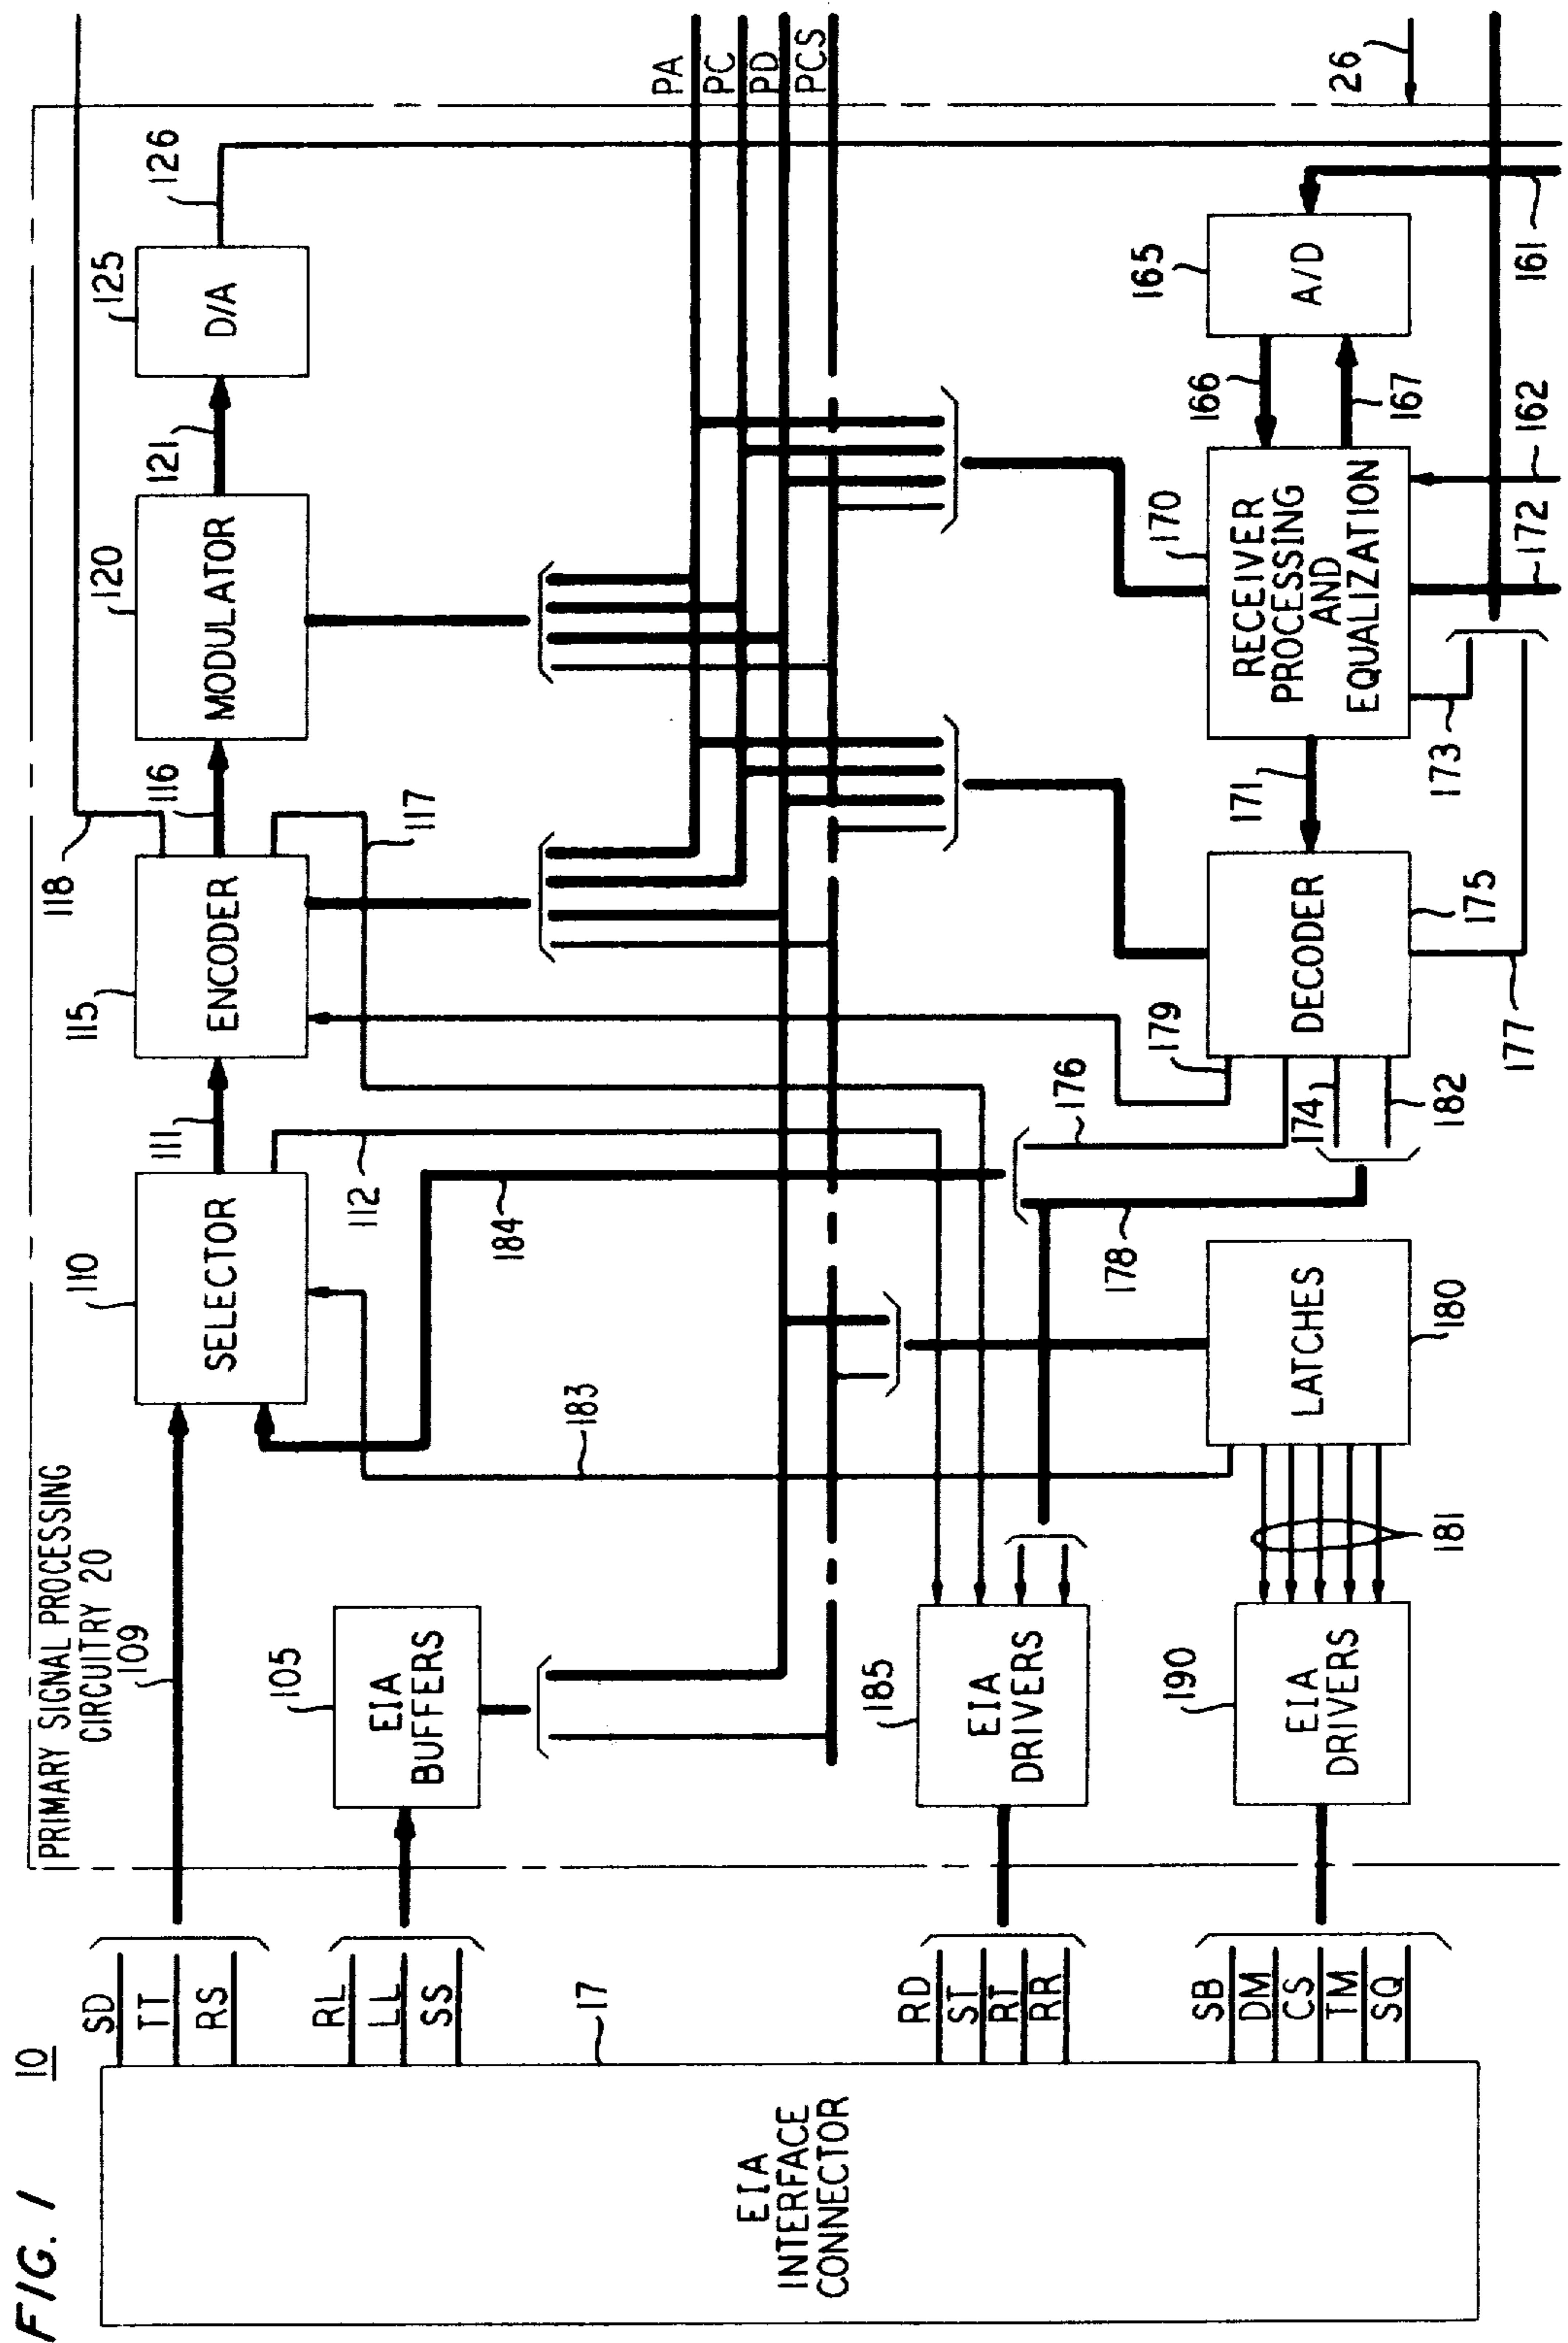 FIG. 1
10
PRIMARY SIGNAL PROCESSING
CIRCUITRY 20
EIA
INTERFACE
CONNECTOR
17
SD
TT
RS
RL
LL
SS
RD
ST
RT
RR
SB
DM
CS
TM
SQ
109
105
EIA
BUFFERS
185
EIA
DRIVERS
190
EIA
DRIVERS
181
183
110
SELECTOR
111
112
184
178
LATCHES
180
118
115
ENCODER
116
117
179
176
174
182
DECODER
175
177
171
173
120
MODULATOR
121
170
RECEIVER
PROCESSING
AND
EQUALIZATION
172
162
166
167
125
D/A
126
165
A/D
161
PA
PC
PD
PCS
26